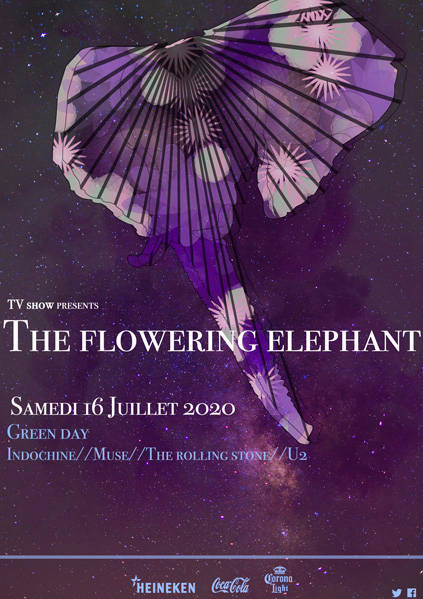 TV SHOW PRESENTS
THE FLOWERING ELEPHANT
SAMEDI 16 JUILLET 2020
GREEN DAY
INDOCHINE//MUSE//THE ROLLING STONE//U2
HEINEKEN Coca-Cola Corona Light